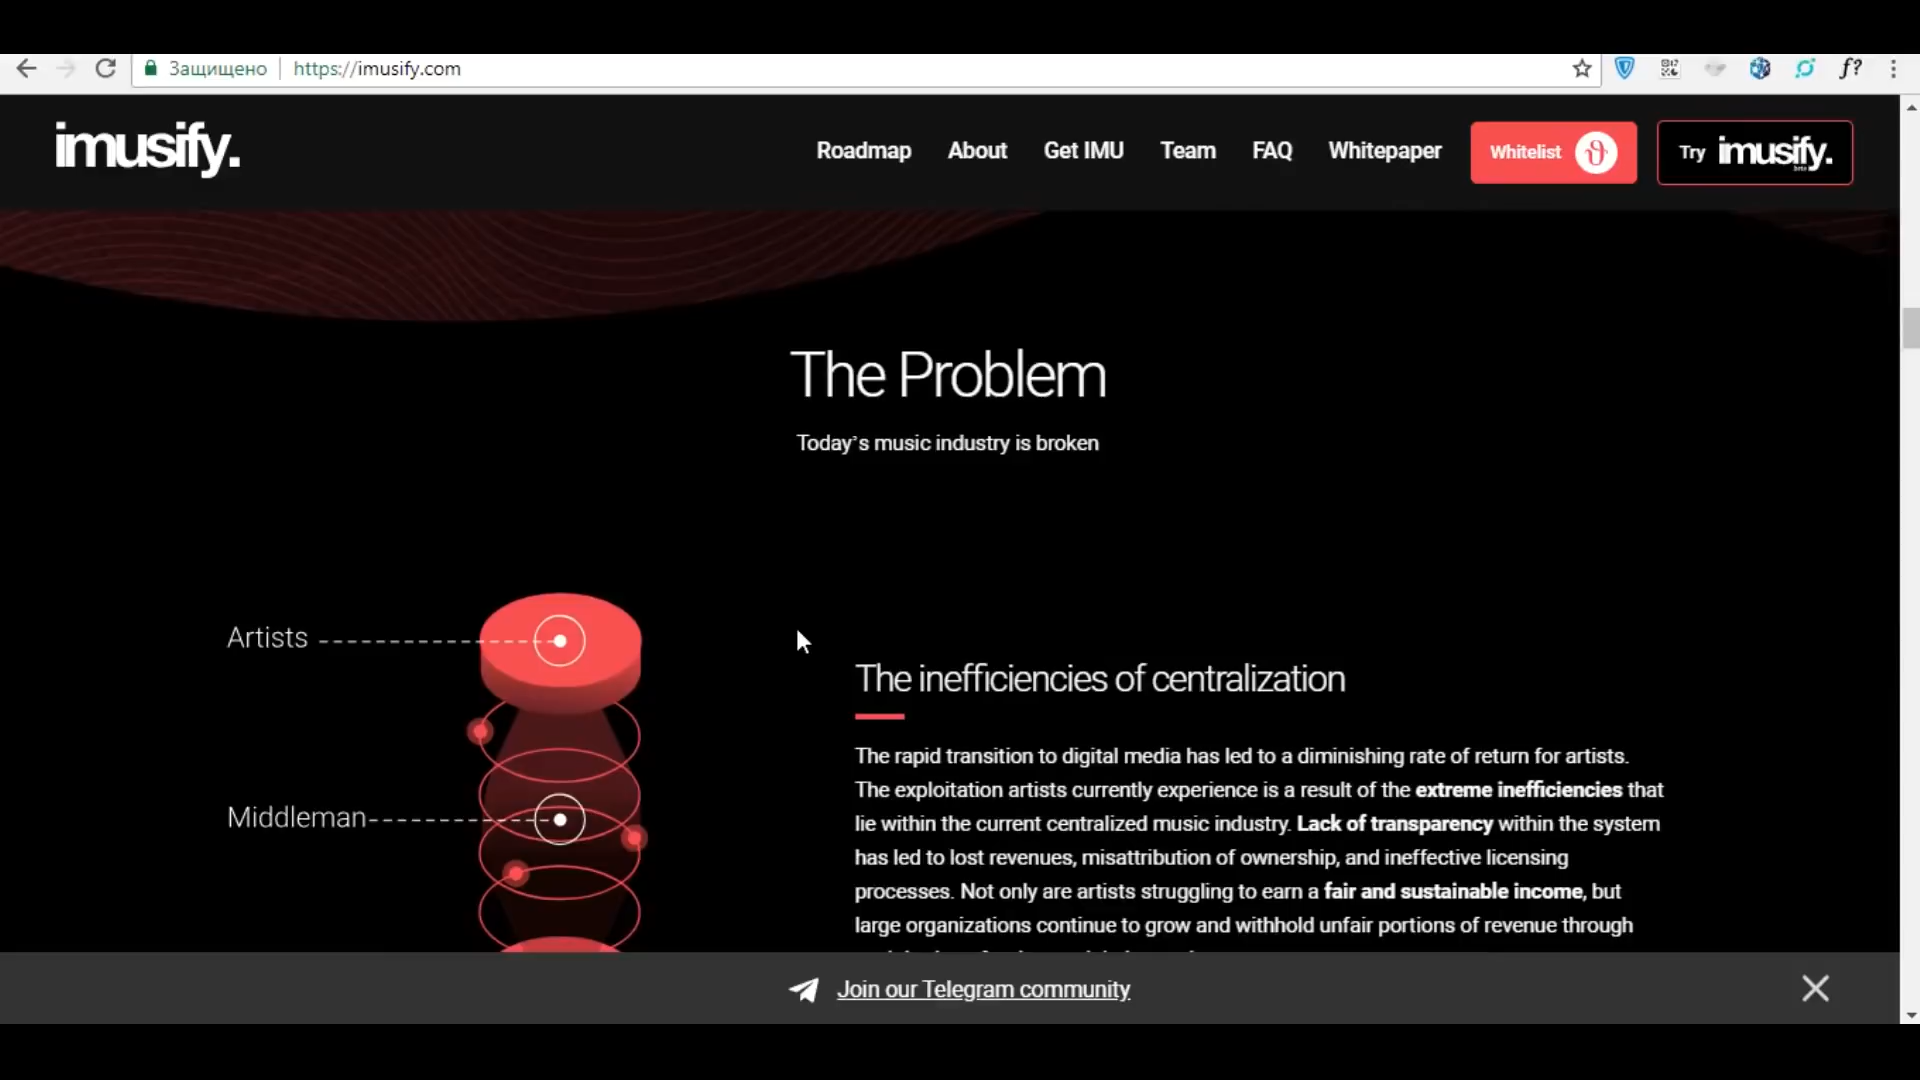 Защищено https://imusify.com
imusify.
Roadmap About Get IMU Team FAQ Whitepaper Whitelist Try imusify. beta
The Problem
Today's music industry is broken
Artists
Middleman
The inefficiencies of centralization
The rapid transition to digital media has led to a diminishing rate of return for artists.
The exploitation artists currently experience is a result of the extreme inefficiencies that
lie within the current centralized music industry. Lack of transparency within the system
has led to lost revenues, misattribution of ownership, and ineffective licensing
processes. Not only are artists struggling to earn a fair and sustainable income, but
large organizations continue to grow and withhold unfair portions of revenue through
Join our Telegram community